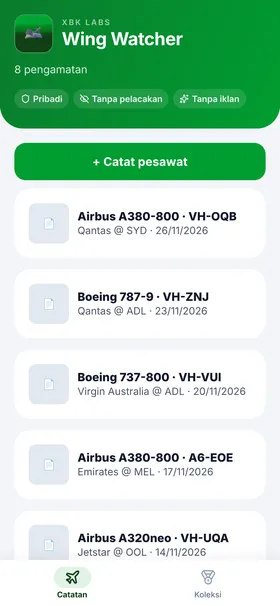 XBK LABS
Wing Watcher
8 pengamatan
Pribadi
Tanpa pelacakan
Tanpa iklan
+ Catat pesawat
Airbus A380-800 · VH-OQB
Qantas @ SYD · 26/11/2026
Boeing 787-9 · VH-ZNJ
Qantas @ ADL · 23/11/2026
Boeing 737-800 · VH-VUI
Virgin Australia @ ADL · 20/11/2026
Airbus A380-800 · A6-EOE
Emirates @ MEL · 17/11/2026
Airbus A320neo · VH-UQA
Jetstar @ OOL · 14/11/2026
Catatan
Koleksi